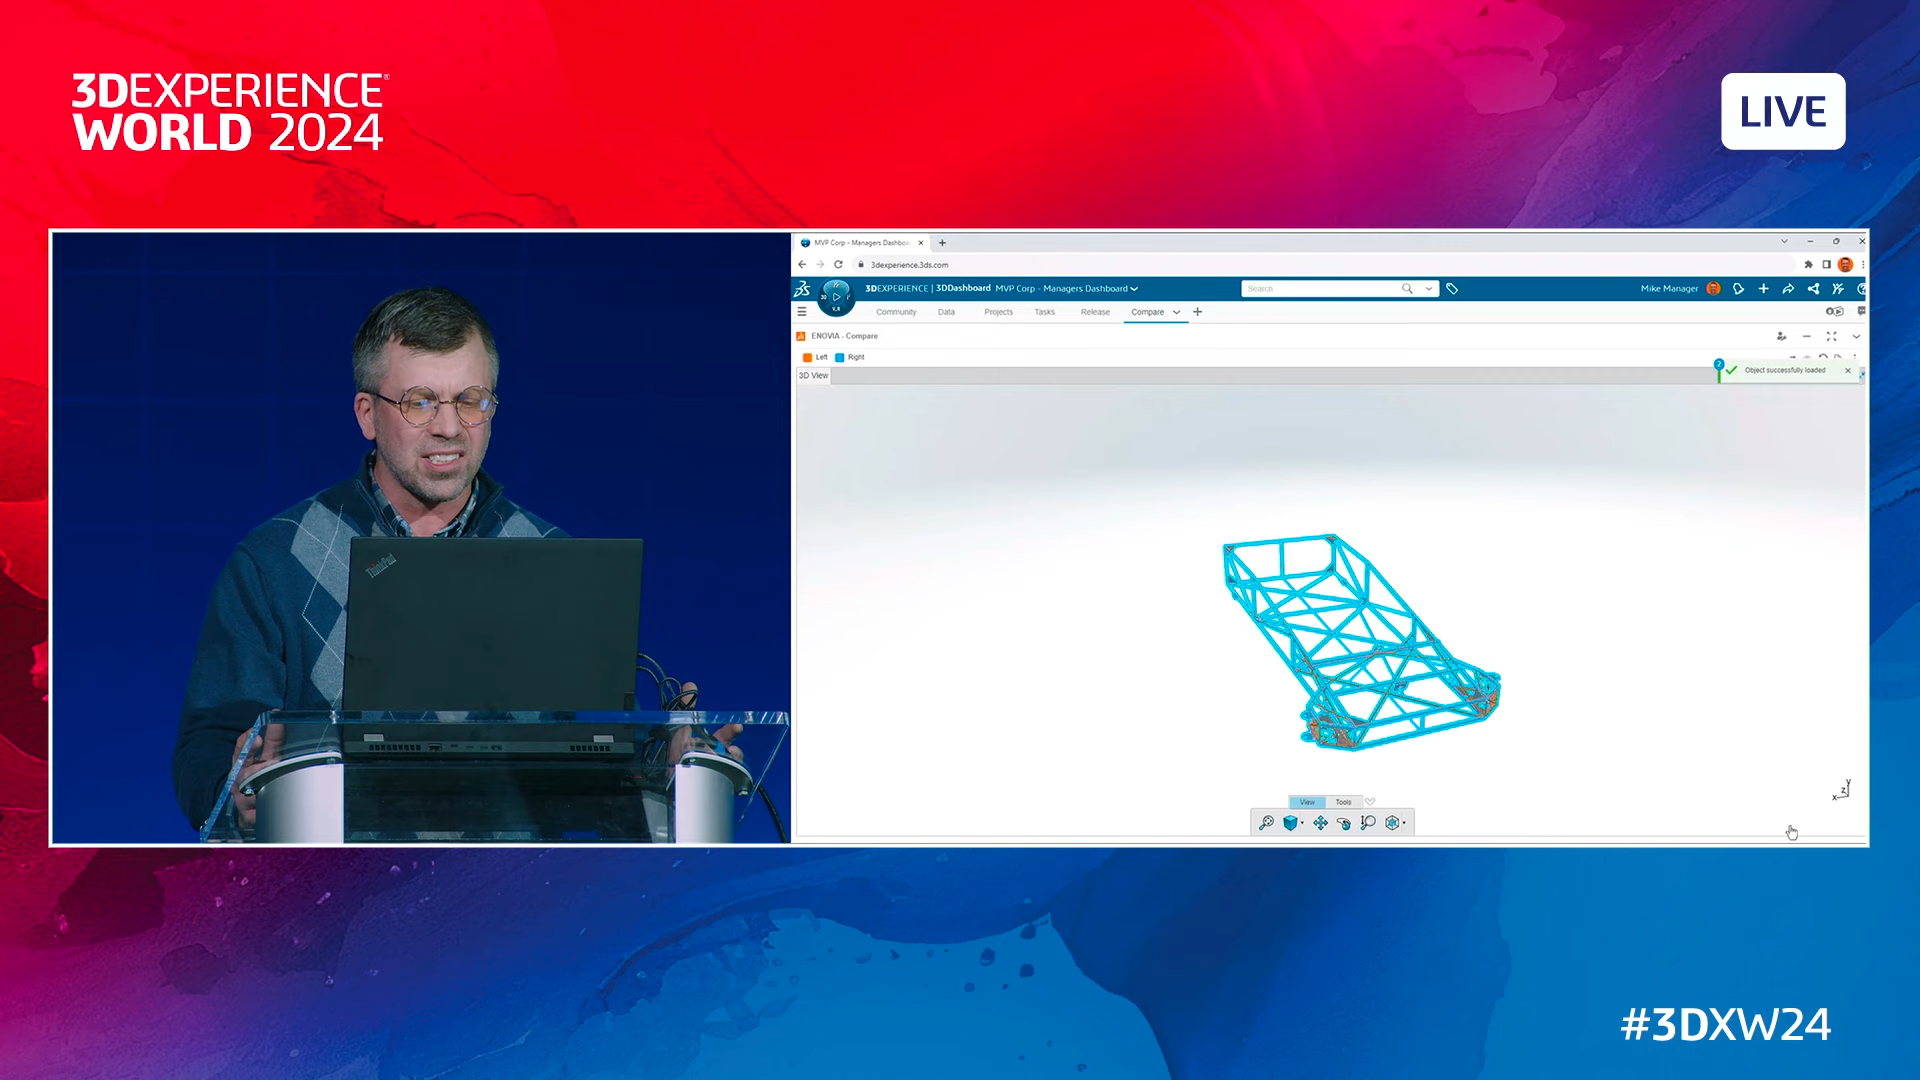 3DEXPERIENCE®
WORLD 2024
LIVE
MVP Corp - Managers Dashbo
3dexperience.3ds.com
3DEXPERIENCE | 3DDashboard MVP Corp - Managers Dashboard
Search
Mike Manager
Community Data Projects Tasks Release Compare
ENOVIA - Compare
Left Right
3D View
2
Object successfully loaded
ThinkPad
View Tools
y
z
x
#3DXW24